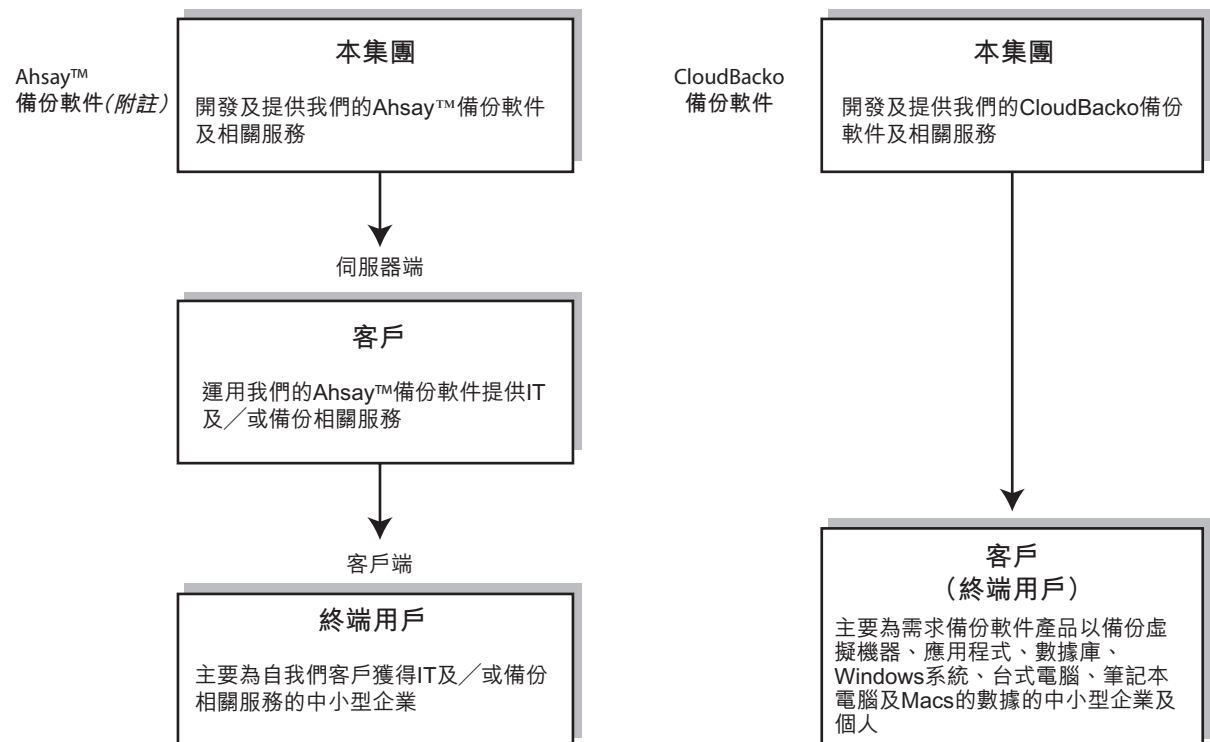 Ahsay™
備份軟件(附註)
本集團
開發及提供我們的Ahsay™備份軟件
及相關服務
伺服器端
客戶
運用我們的Ahsay™備份軟件提供IT
及╱或備份相關服務
客戶端
終端用戶
主要為自我們客戶獲得IT及╱或備份
相關服務的中小型企業
CloudBacko
備份軟件
本集團
開發及提供我們的CloudBacko備份
軟件及相關服務
客戶
（終端用戶）
主要為需求備份軟件產品以備份虛
擬機器、應用程式、數據庫、
Windows系統、台式電腦、筆記本
電腦及Macs的數據的中小型企業及
個人